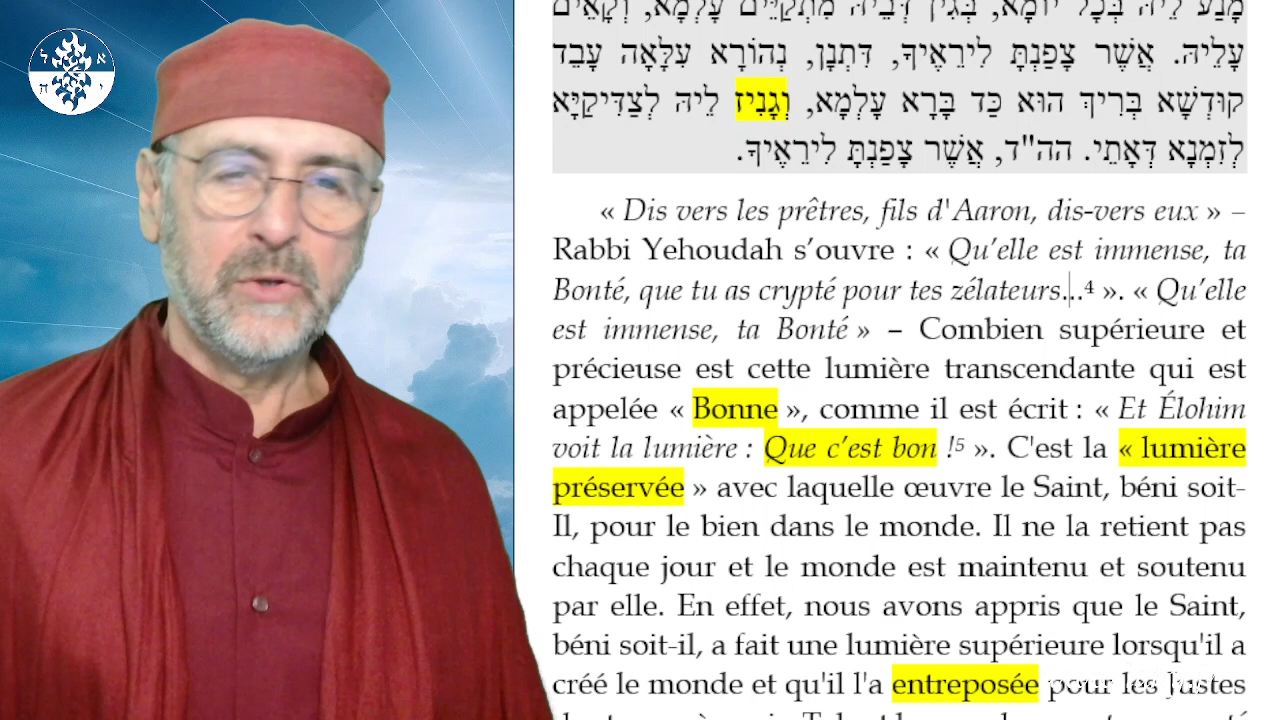 מָנַע לֵיהּ בְּכָל יוֹמָא, בְּגִין דְּבֵיהּ מִתְקַיֵּים עָלְמָא, וְקָאֵים
עָלֵיהּ. אֲשֶׁר צָפַנְתָּ לִּירֵאֶיךָ, דִּתְנָן, נְהוֹרָא עִלָּאָה עָבֵד
קוּדְשָׁא בְּרִיךְ הוּא כַּד בָּרָא עָלְמָא, וְגָנִיז לֵיהּ לְצַדִּיקַיָּא
לְזִמְנָא דְּאָתֵי. הה"ד, אֲשֶׁר צָפַנְתָּ לִּירֵאֶיךָ.
« Dis vers les prêtres, fils d'Aaron, dis-vers eux » –
Rabbi Yehoudah s’ouvre : « Qu’elle est immense, ta
Bonté, que tu as crypté pour tes zélateurs...4 ». « Qu’elle
est immense, ta Bonté » – Combien supérieure et
précieuse est cette lumière transcendante qui est
appelée « Bonne », comme il est écrit : « Et Élohim
voit la lumière : Que c’est bon !5 ». C'est la « lumière
préservée » avec laquelle œuvre le Saint, béni soit-
Il, pour le bien dans le monde. Il ne la retient pas
chaque jour et le monde est maintenu et soutenu
par elle. En effet, nous avons appris que le Saint,
béni soit-il, a fait une lumière supérieure lorsqu'il a
créé le monde et qu'il l'a entreposée pour les Justes